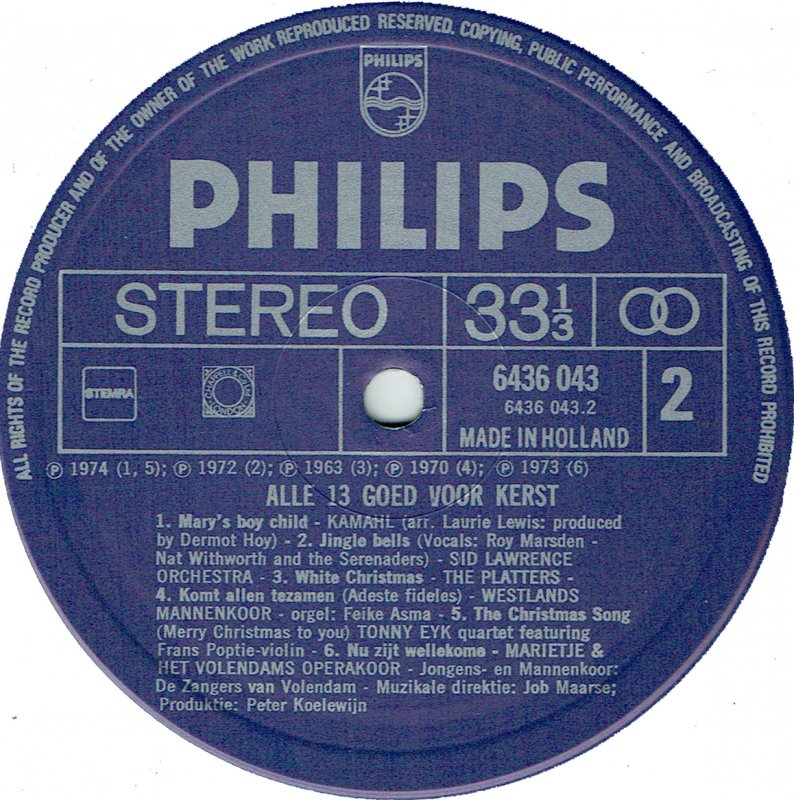 ALL RIGHTS OF THE RECORD PRODUCER AND OF THE OWNER OF THE WORK REPRODUCED RESERVED. COPYING, PUBLIC PERFORMANCE AND BROADCASTING OF THIS RECORD PROHIBITED
PHILIPS
PHILIPS
STEREO 33 1/3
STEMRA
6436 043
6436 043.2
2
MADE IN HOLLAND
Ⓟ 1974 (1, 5); Ⓟ 1972 (2); Ⓟ 1963 (3); Ⓟ 1970 (4); Ⓟ 1973 (6)
ALLE 13 GOED VOOR KERST
1. Mary's boy child - KAMAHL (arr. Laurie Lewis: produced
by Dermot Hoy) - 2. Jingle bells (Vocals: Roy Marsden -
Nat Withworth and the Serenaders) - SID LAWRENCE
ORCHESTRA - 3. White Christmas - THE PLATTERS -
4. Komt allen tezamen (Adeste fideles) - WESTLANDS
MANNENKOOR - orgel: Feike Asma - 5. The Christmas Song
(Merry Christmas to you) TONNY EYK quartet featuring
Frans Poptie-violin - 6. Nu zijt wellekome - MARIETJE &
HET VOLENDAMS OPERAKOOR - Jongens- en Mannenkoor:
De Zangers van Volendam - Muzikale direktie: Job Maarse;
Produktie: Peter Koelewijn